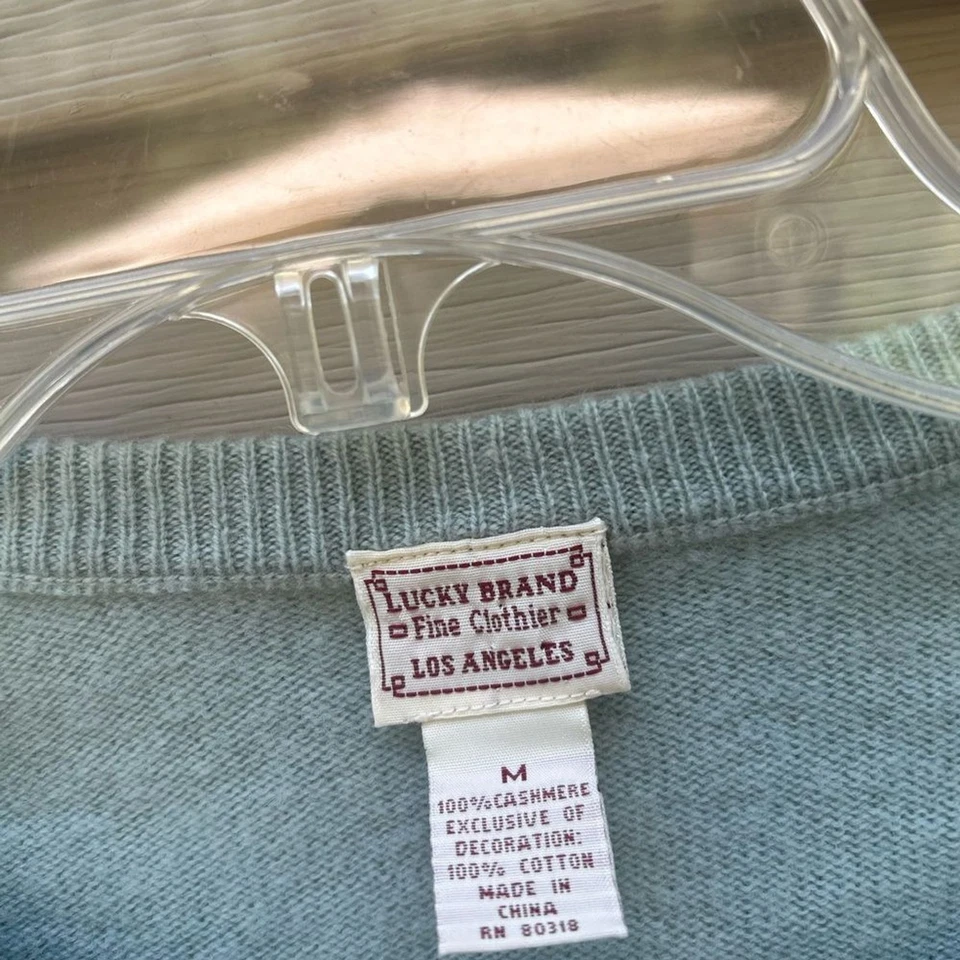 LUCKY BRAND
Fine Clothier
LOS ANGELES
M
100%CASHMERE
EXCLUSIVE OF
DECORATION:
100% COTTON
MADE IN
CHINA
RN 80318